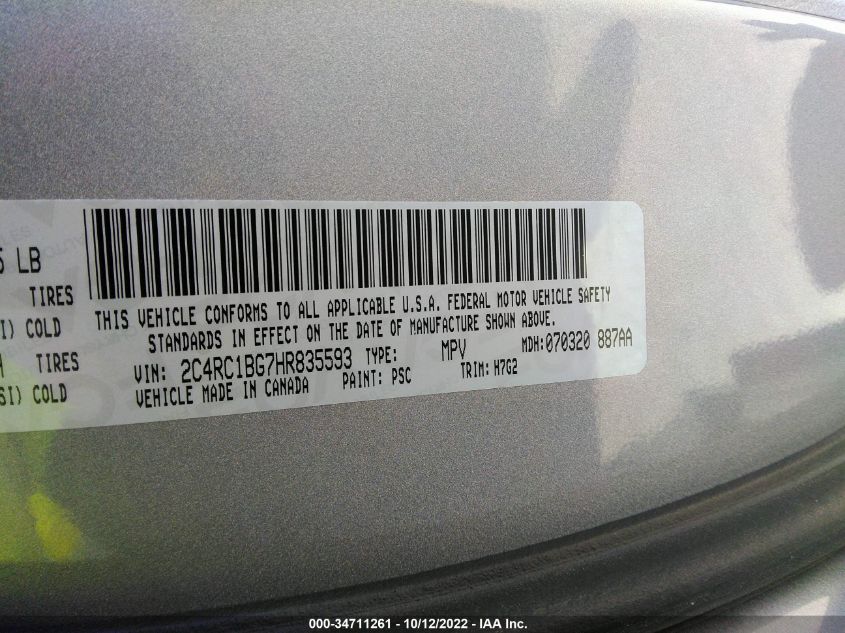 5 LB
TIRES
I) COLD
TIRES
SI) COLD
THIS VEHICLE CONFORMS TO ALL APPLICABLE U.S.A. FEDERAL MOTOR VEHICLE SAFETY
STANDARDS IN EFFECT ON THE DATE OF MANUFACTURE SHOWN ABOVE.
VIN: 2C4RC1BG7HR835593 TYPE: MPV MDH:070320 887AA
VEHICLE MADE IN CANADA PAINT: PSC TRIM: H7G2
000-34711261 - 10/12/2022 - IAA Inc.